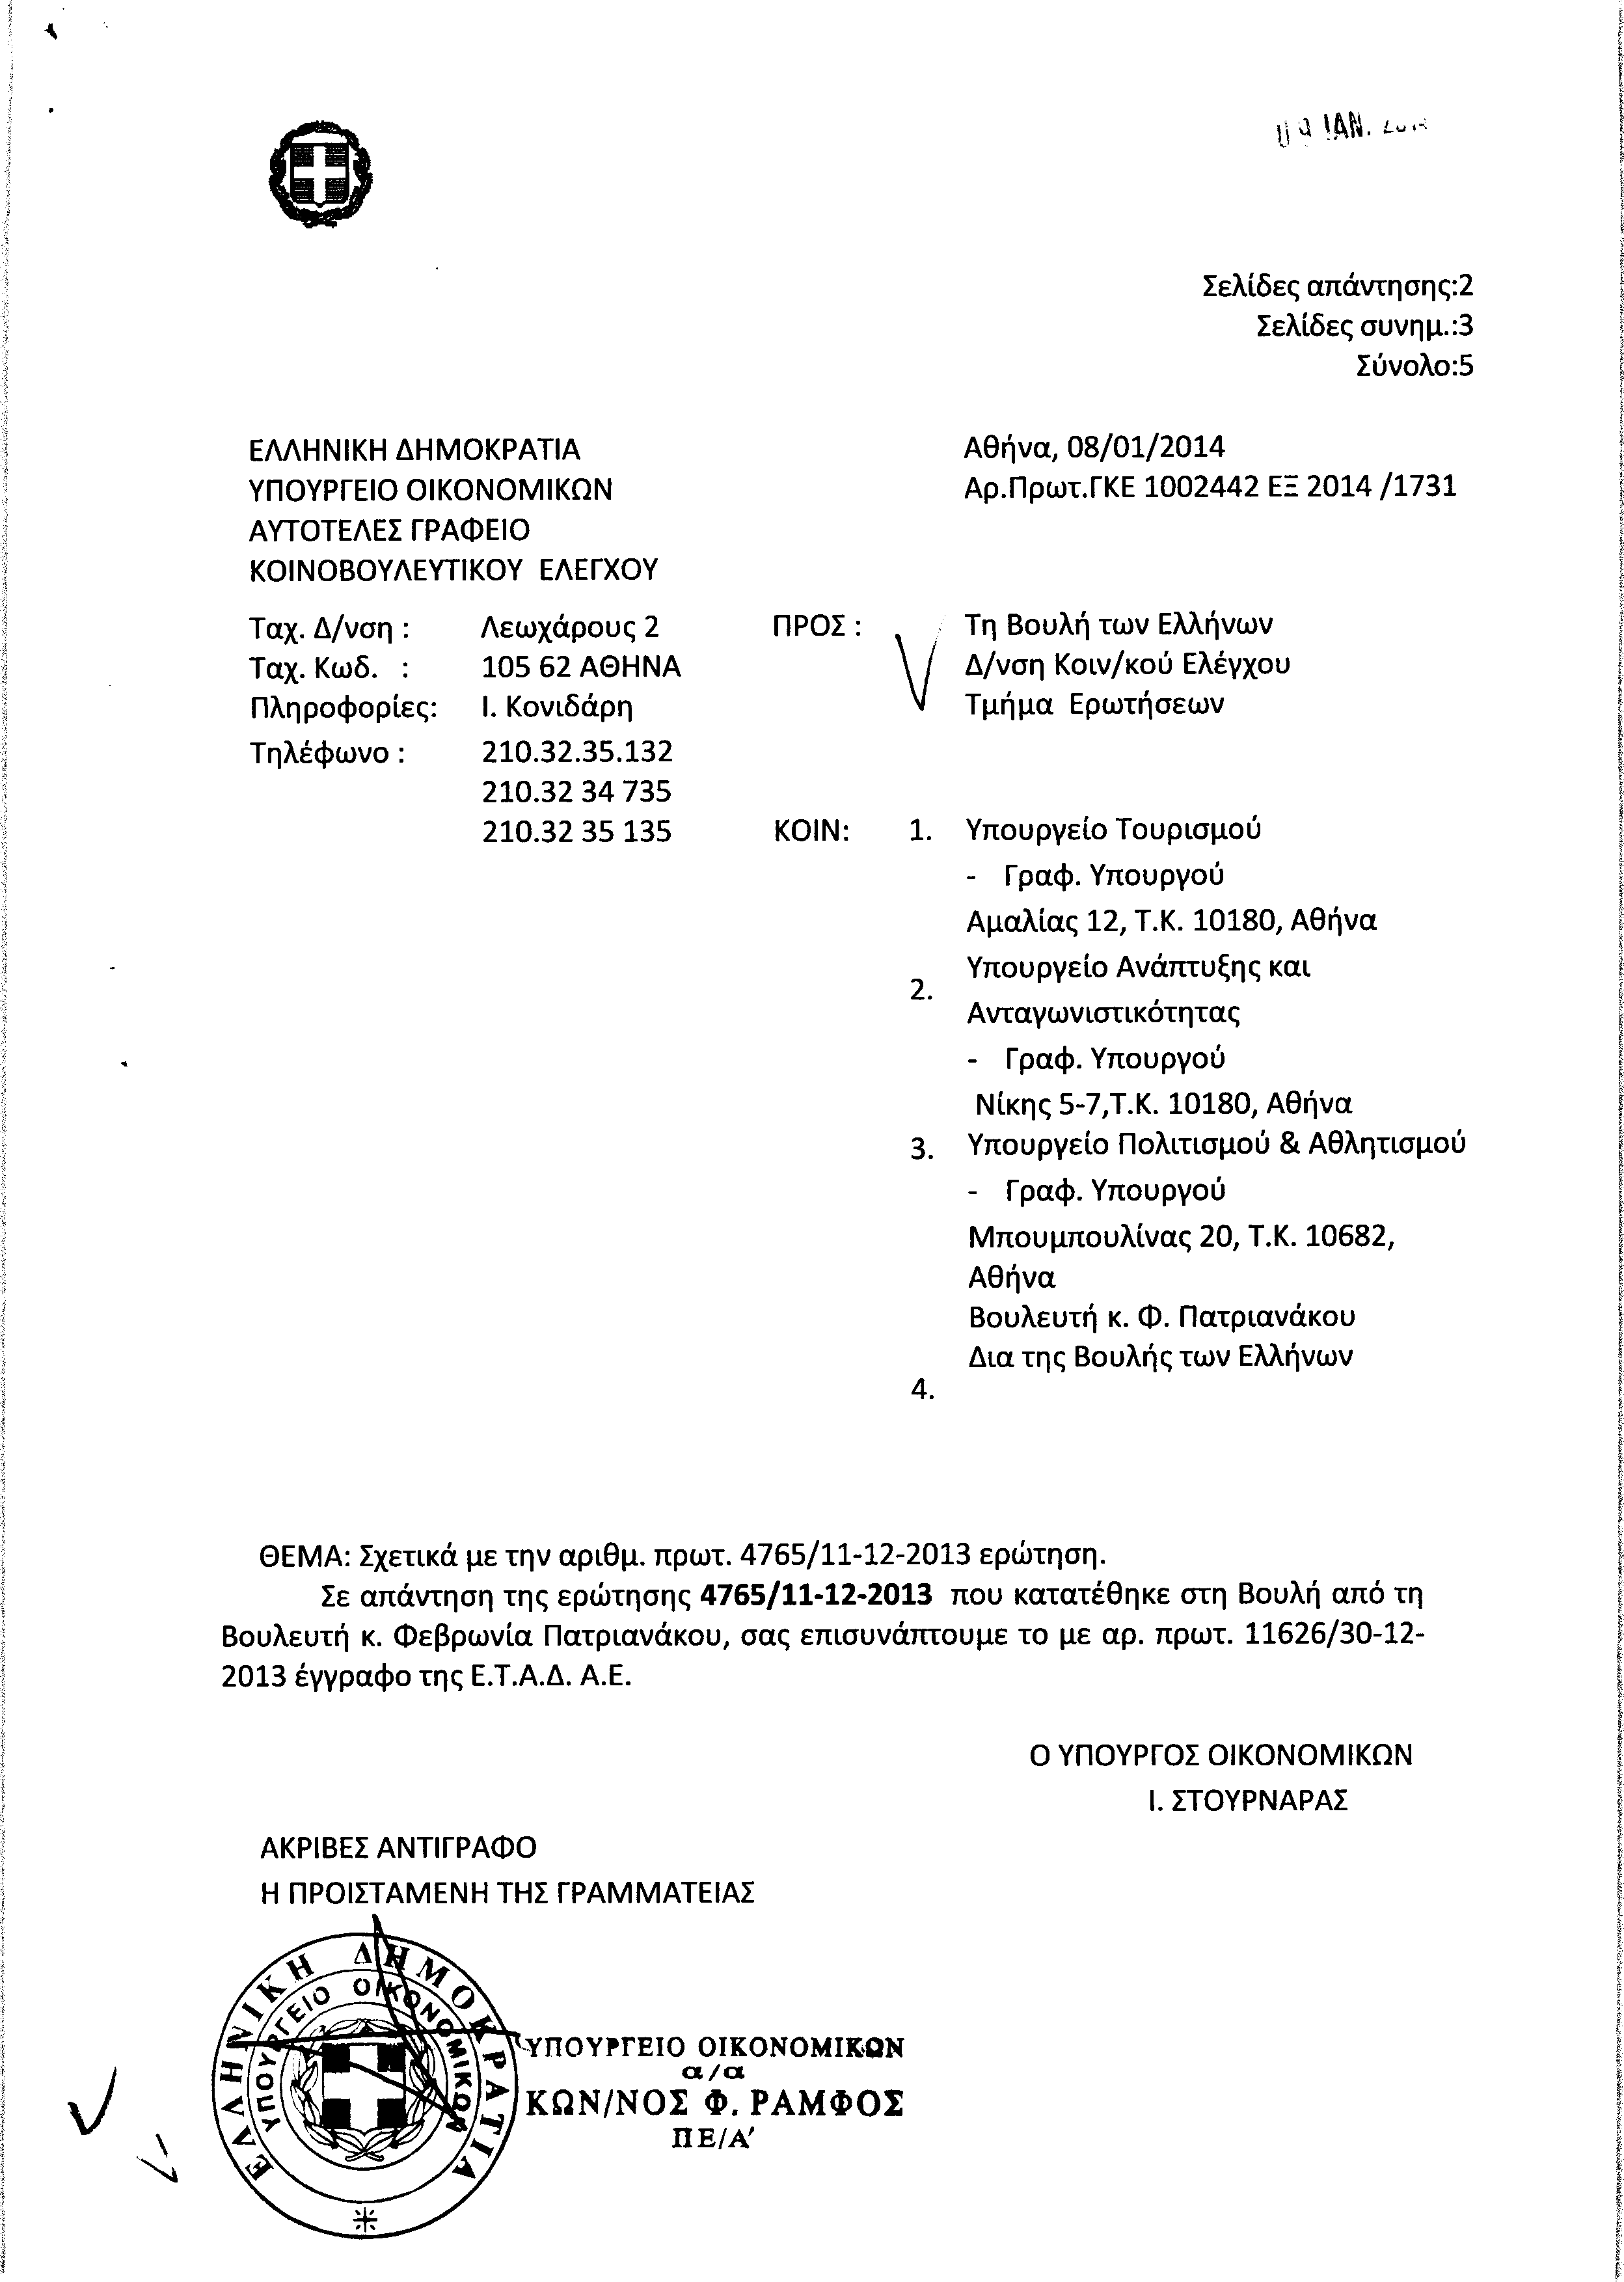 ΙΑΝ.
Σελίδες απάντησης:2
Σελίδες συνημ.:3
Σύνολο:5
ΕΛΛΗΝΙΚΗ ΔΗΜΟΚΡΑΤΙΑ
ΥΠΟΥΡΓΕΙΟ ΟΙΚΟΝΟΜΙΚΩΝ
ΑΥΤΟΤΕΛΕΣ ΓΡΑΦΕΙΟ
ΚΟΙΝΟΒΟΥΛΕΥΤΙΚΟΥ ΕΛΕΓΧΟΥ
Αθήνα, 08/01/2014
Αρ.Πρωτ.ΓΚΕ 1002442 ΕΞ 2014 /1731
Ταχ. Δ/νση : Λεωχάρους 2
Ταχ. Κωδ. : 105 62 ΑΘΗΝΑ
Πληροφορίες: Ι. Κονιδάρη
Τηλέφωνο : 210.32.35.132
210.32 34 735
210.32 35 135
ΠΡΟΣ : Τη Βουλή των Ελλήνων
Δ/νση Κοιν/κού Ελέγχου
Τμήμα Ερωτήσεων
ΚΟΙΝ: 1. Υπουργείο Τουρισμού
- Γραφ. Υπουργού
Αμαλίας 12, Τ.Κ. 10180, Αθήνα
2. Υπουργείο Ανάπτυξης και
Ανταγωνιστικότητας
- Γραφ. Υπουργού
Νίκης 5-7,Τ.Κ. 10180, Αθήνα
3. Υπουργείο Πολιτισμού & Αθλητισμού
- Γραφ. Υπουργού
Μπουμπουλίνας 20, Τ.Κ. 10682,
Αθήνα
Βουλευτή κ. Φ. Πατριανάκου
Δια της Βουλής των Ελλήνων
4.
ΘΕΜΑ: Σχετικά με την αριθμ. πρωτ. 4765/11-12-2013 ερώτηση.
Σε απάντηση της ερώτησης 4765/11-12-2013 που κατατέθηκε στη Βουλή από τη
Βουλευτή κ. Φεβρωνία Πατριανάκου, σας επισυνάπτουμε το με αρ. πρωτ. 11626/30-12-
2013 έγγραφο της Ε.Τ.Α.Δ. Α.Ε.
Ο ΥΠΟΥΡΓΟΣ ΟΙΚΟΝΟΜΙΚΩΝ
Ι. ΣΤΟΥΡΝΑΡΑΣ
ΑΚΡΙΒΕΣ ΑΝΤΙΓΡΑΦΟ
Η ΠΡΟΙΣΤΑΜΕΝΗ ΤΗΣ ΓΡΑΜΜΑΤΕΙΑΣ
ΕΛΛΗΝΙΚΗ ΔΗΜΟΚΡΑΤΙΑ
ΥΠΟΥΡΓΕΙΟ ΟΙΚΟΝΟΜΙΚΩΝ
ΥΠΟΥΡΓΕΙΟ ΟΙΚΟΝΟΜΙΚΩΝ
α/α
ΚΩΝ/ΝΟΣ Φ. ΡΑΜΦΟΣ
ΠΕ/Α'